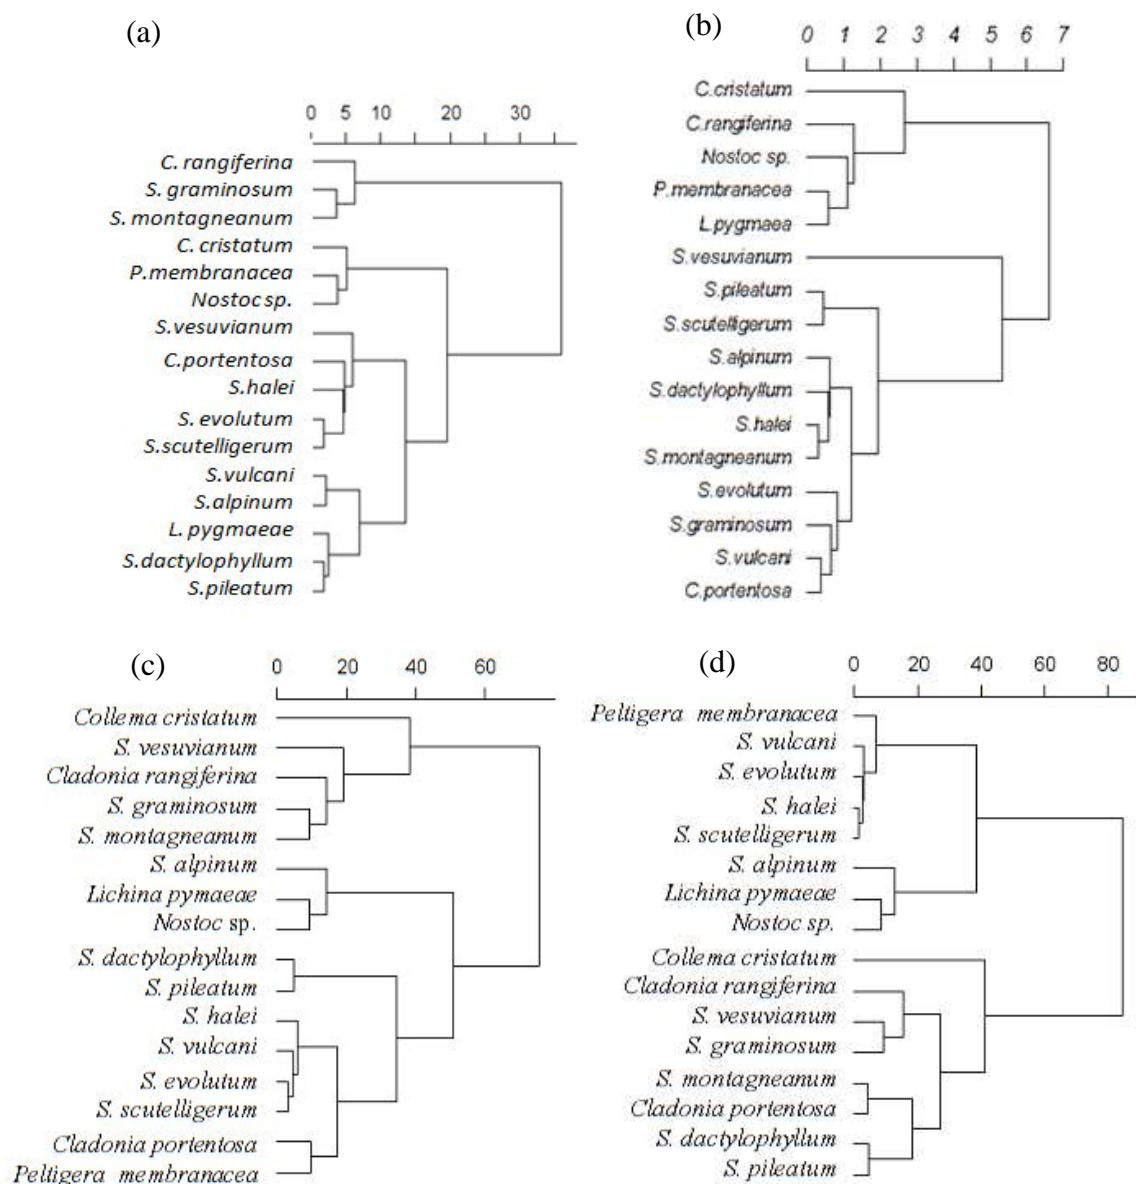 (a)
0 5 10 20 30
C. rangiferina
S. graminosum
S. montagneanum
C. cristatum
P.membranacea
Nostoc sp.
S.vesuvianum
C.portentosa
S.halei
S. evolutum
S.scutelligerum
S.vulcani
S.alpinum
L. pygmaeae
S.dactylophyllum
S.pileatum
(b)
0 1 2 3 4 5 6 7
C.cristatum
C.rangiferina
Nostoc sp.
P.membranacea
L.pygmaea
S.vesuvianum
S.pileatum
S.scutelligerum
S.alpinum
S.dactylophyllum
S.halei
S.montagneanum
S.evolutum
S.graminosum
S.vulcani
C.portentosa
(c)
0 20 40 60
Collema cristatum
S. vesuvianum
Cladonia rangiferina
S. graminosum
S. montagneanum
S. alpinum
Lichina pymaeae
Nostoc sp.
S. dactylophyllum
S. pileatum
S. halei
S. vulcani
S. evolutum
S. scutelligerum
Cladonia portentosa
Peltigera membranacea
(d)
0 20 40 60 80
Peltigera membranacea
S. vulcani
S. evolutum
S. halei
S. scutelligerum
S. alpinum
Lichina pymaeae
Nostoc sp.
Collema cristatum
Cladonia rangiferina
S. vesuvianum
S. graminosum
S. montagneanum
Cladonia portentosa
S. dactylophyllum
S. pileatum